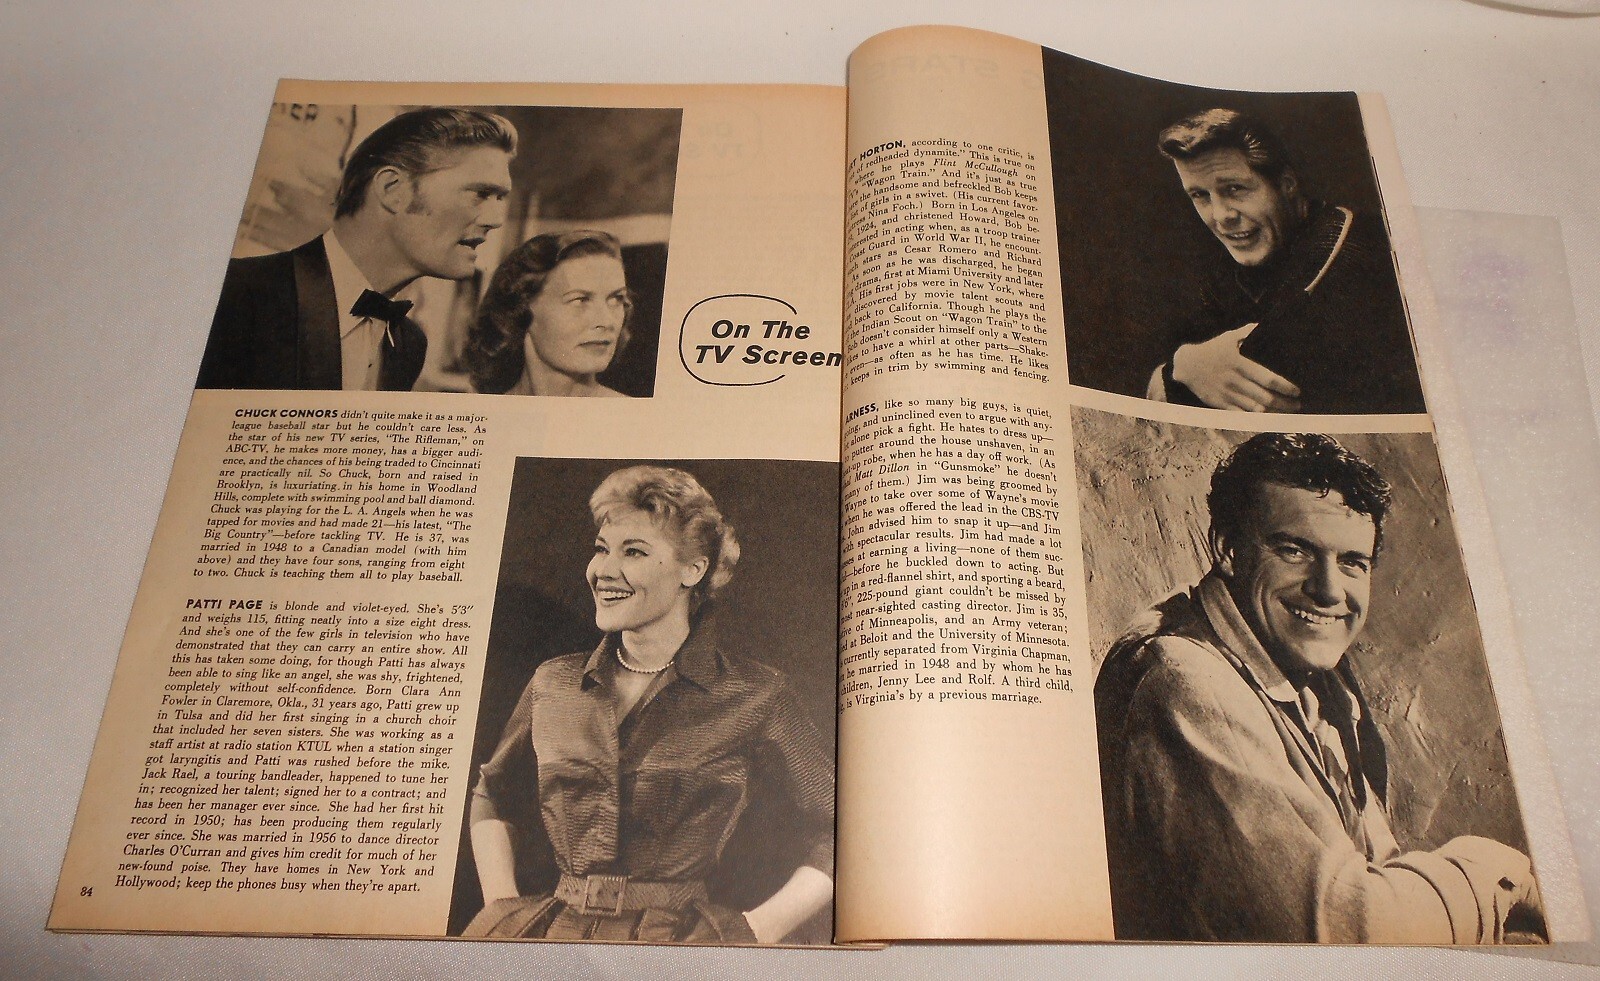 CHUCK CONNORS didn't quite make it as a major-
league baseball star but he couldn't care less. As
the star of his new TV series, "The Rifleman," on
ABC-TV, he makes more money, has a bigger audi-
ence, and the chances of his being traded to Cincinnati
are practically nil. So Chuck, born and raised in
Brooklyn, is luxuriating in his home in Woodland
Hills, complete with swimming pool and ball diamond.
Chuck was playing for the L. A. Angels when he was
tapped for movies and had made 21—his latest, "The
Big Country"—before tackling TV. He is 37, was
married in 1948 to a Canadian model (with him
above) and they have four sons, ranging from eight
to two. Chuck is teaching them all to play baseball.
PATTI PAGE is blonde and violet-eyed. She's 5'3"
and weighs 115, fitting neatly into a size eight dress.
And she's one of the few girls in television who have
demonstrated that they can carry an entire show. All
this has taken some doing, for though Patti has always
been able to sing like an angel, she was shy, frightened,
completely without self-confidence. Born Clara Ann
Fowler in Claremore, Okla., 31 years ago, Patti grew up
in Tulsa and did her first singing in a church choir
that included her seven sisters. She was working as a
staff artist at radio station KTUL when a station singer
got laryngitis and Patti was rushed before the mike.
Jack Rael, a touring bandleader, happened to tune her
in; recognized her talent; signed her to a contract; and
has been her manager ever since. She had her first hit
record in 1950; has been producing them regularly
ever since. She was married in 1956 to dance director
Charles O'Curran and gives him credit for much of her
new-found poise. They have homes in New York and
Hollywood; keep the phones busy when they're apart.
84
On The
TV Screen
HORTON, according to one critic, is
of redheaded dynamite." This is true on
where he plays Flint McCullough on
"Wagon Train." And it's just as true
the handsome and befreckled Bob keeps
of girls in a swivet. (His current favor-
Nina Foch.) Born in Los Angeles on
1924, and christened Howard, Bob be-
in acting when, as a troop trainer
Coast Guard in World War II, he encount-
such stars as Cesar Romero and Richard
As soon as he was discharged, he began
drama, first at Miami University and later
His first jobs were in New York, where
discovered by movie talent scouts and
back to California. Though he plays the
the Indian Scout on "Wagon Train" to the
Bob doesn't consider himself only a Western
to have a whirl at other parts—Shake-
even—as often as he has time. He likes
keeps in trim by swimming and fencing.
ARNESS, like so many big guys, is quiet,
and uninclined even to argue with any-
alone pick a fight. He hates to dress up—
to putter around the house unshaven, in an
robe, when he has a day off work. (As
Matt Dillon in "Gunsmoke" he doesn't
many of them.) Jim was being groomed by
Wayne to take over some of Wayne's movie
when he was offered the lead in the CBS-TV
John advised him to snap it up—and Jim
with spectacular results. Jim had made a lot
at earning a living—none of them suc-
—before he buckled down to acting. But
up in a red-flannel shirt, and sporting a beard,
225-pound giant couldn't be missed by
most near-sighted casting director. Jim is 35,
of Minneapolis, and an Army veteran;
at Beloit and the University of Minnesota.
currently separated from Virginia Chapman,
he married in 1948 and by whom he has
children, Jenny Lee and Rolf. A third child,
is Virginia's by a previous marriage.